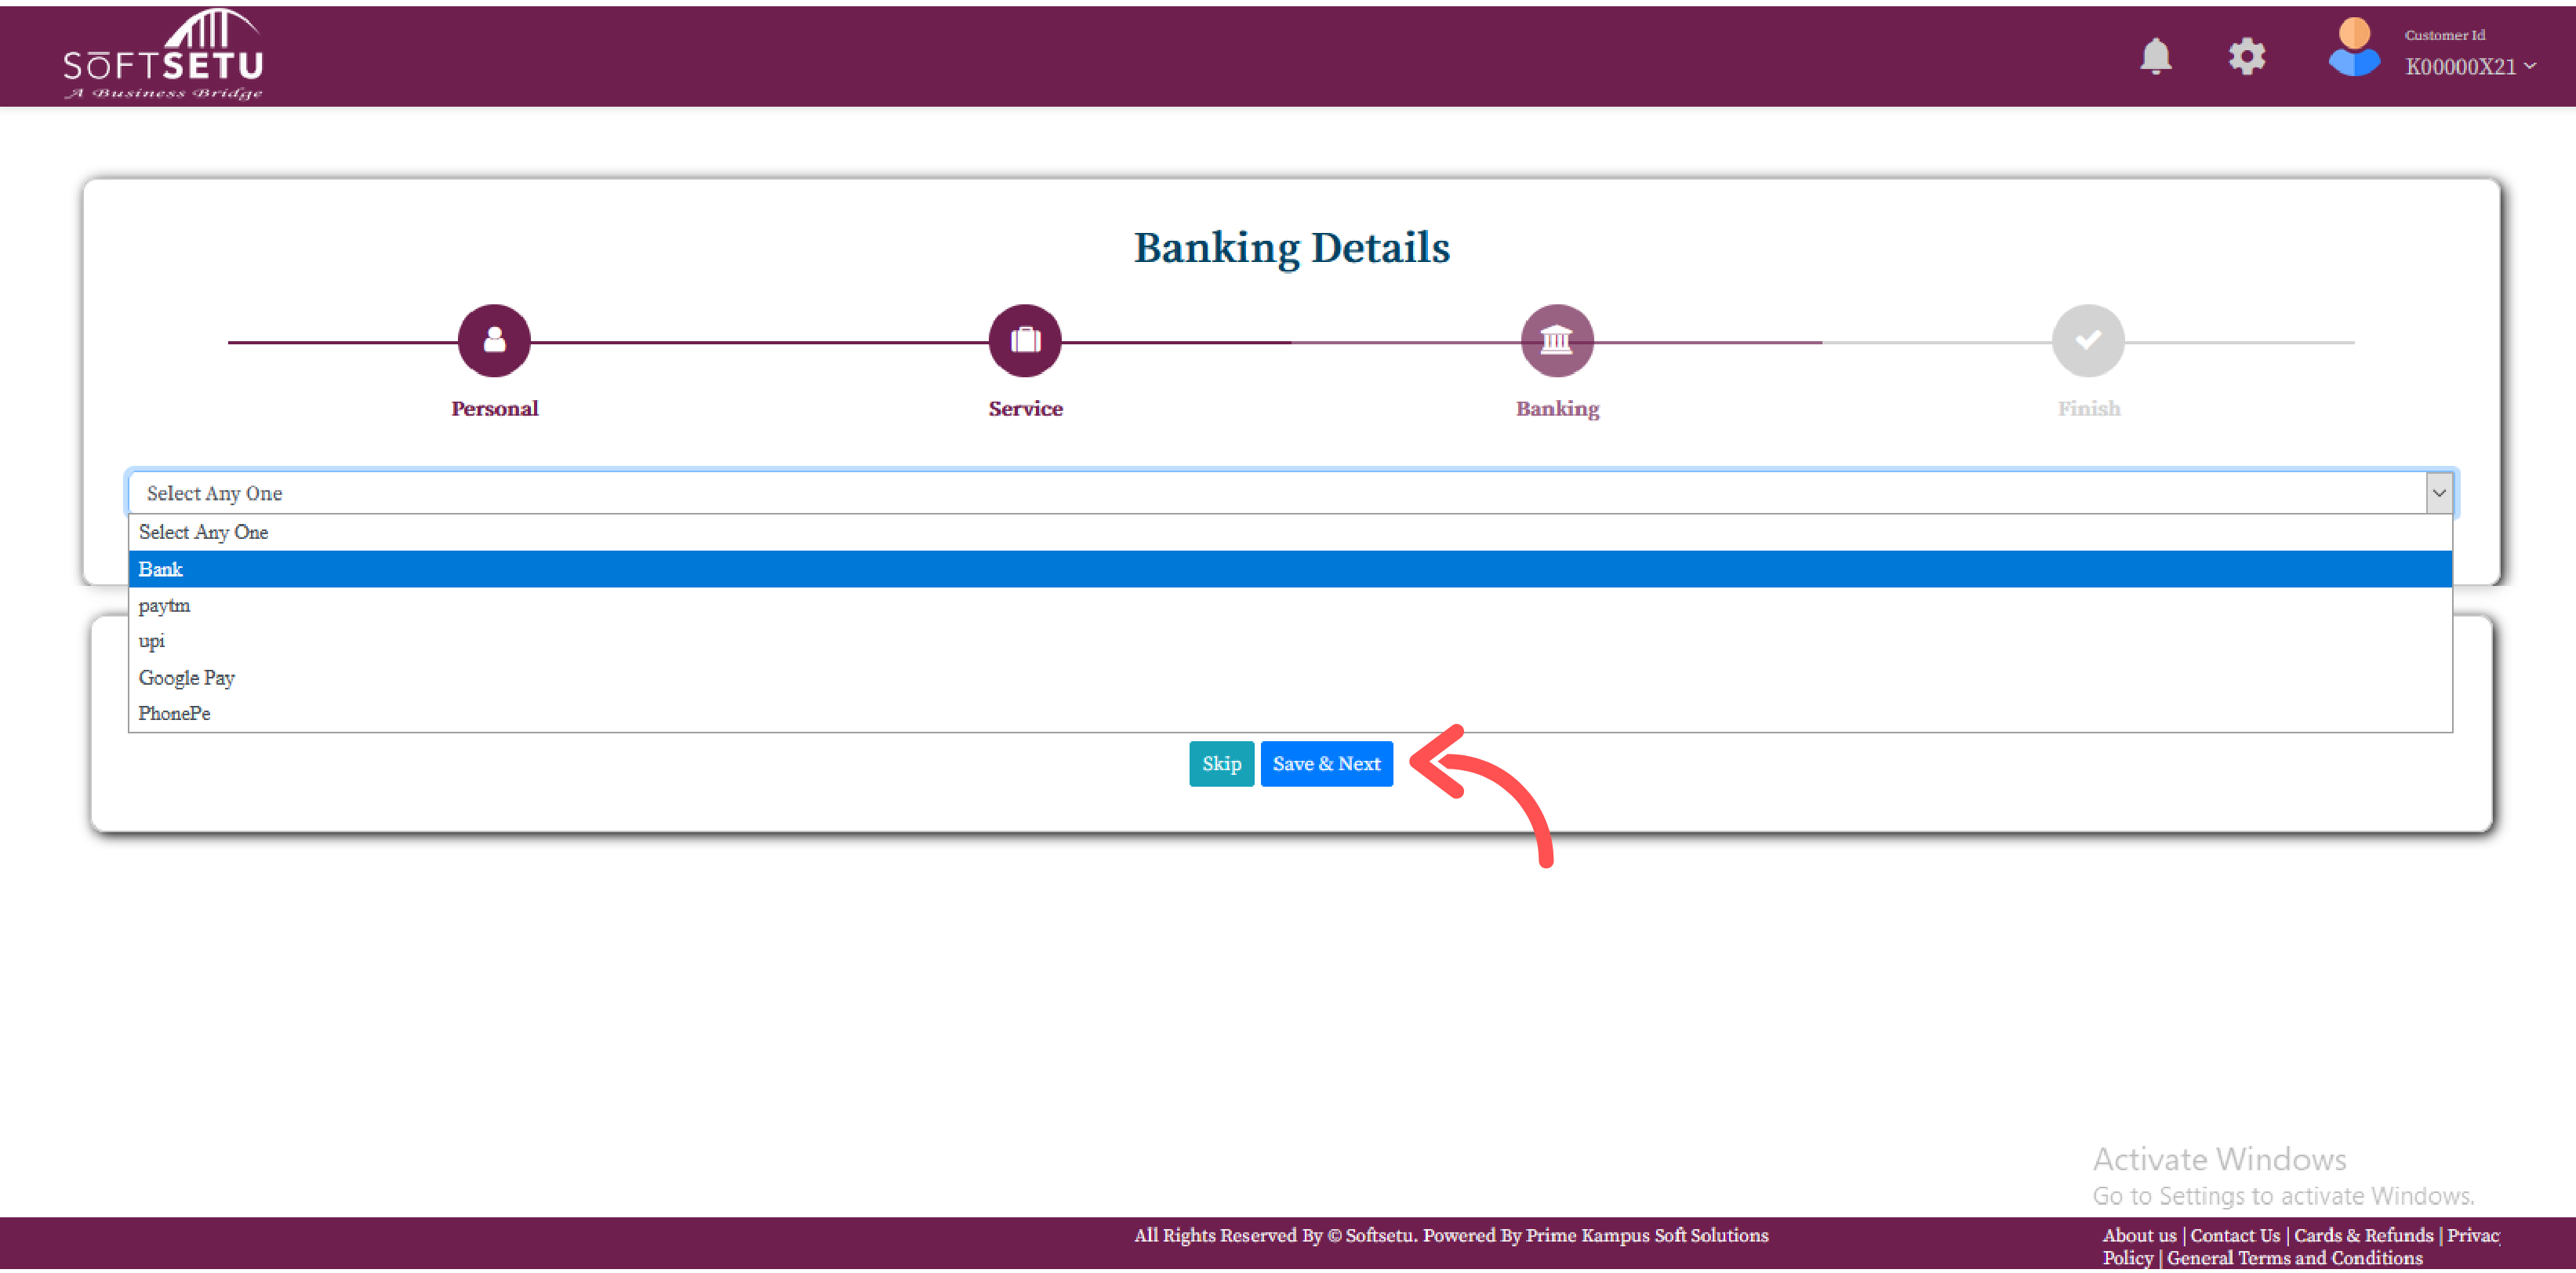 SŌFTSETU
A Business Bridge
Customer Id
K00000X21
Banking Details
Personal
Service
Banking
Finish
Select Any One
Select Any One
Bank
paytm
upi
Google Pay
PhonePe
Skip
Save & Next
Activate Windows
Go to Settings to activate Windows.
All Rights Reserved By © Softsetu. Powered By Prime Kampus Soft Solutions
About us | Contact Us | Cards & Refunds | Privac
Policy | General Terms and Conditions